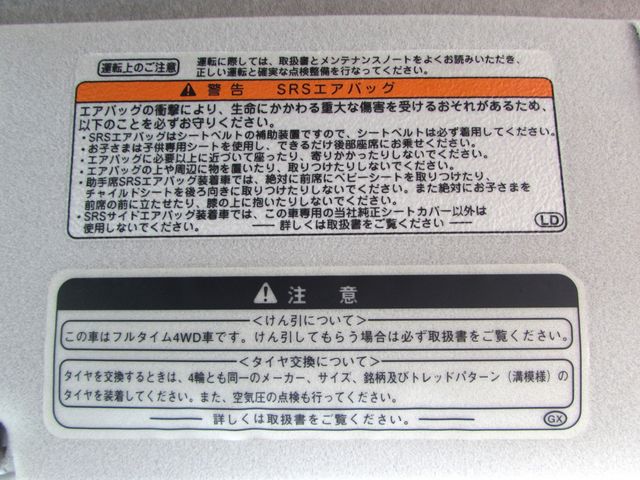 運転上のご注意
運転に際しては、取扱書とメンテナンスノートをよくお読みいただき、
正しい運転と確実な点検整備を行なってください。
警告 SRSエアバッグ
エアバッグの衝撃により、生命にかかわる重大な傷害を受けるおそれがあるため、
以下のことを必ずお守りください。
・SRSエアバッグはシートベルトの補助装置ですので、シートベルトは必ず着用してください。
・お子さまは子供専用シートを使用し、できるだけ後部座席にお乗せください。
・エアバッグに必要以上に近づいて座ったり、寄りかかったりしないでください。
・エアバッグの上や周辺に物を置いたり、取りつけたりしないでください。
・助手席SRSエアバッグ装着車では、絶対に前席にベビーシートを取りつけたり、
チャイルドシートを後ろ向きに取りつけたりしないでください。また絶対にお子さまを
前席の前に立たせたり、膝の上に抱いたりしないでください。
・SRSサイドエアバッグ装着車では、この車専用の当社純正シートカバー以外は
使用しないでください。 ── 詳しくは取扱書をご覧ください ──
LD
注意
<けん引について>
この車はフルタイム4WD車です。けん引してもらう場合は必ず取扱書をご覧ください。
<タイヤ交換について>
タイヤを交換するときは、4輪とも同一のメーカー、サイズ、銘柄及びトレッドパターン(溝模様)の
タイヤを装着してください。また、空気圧の点検も行ってください。
── 詳しくは取扱書をご覧ください。 ──
GX